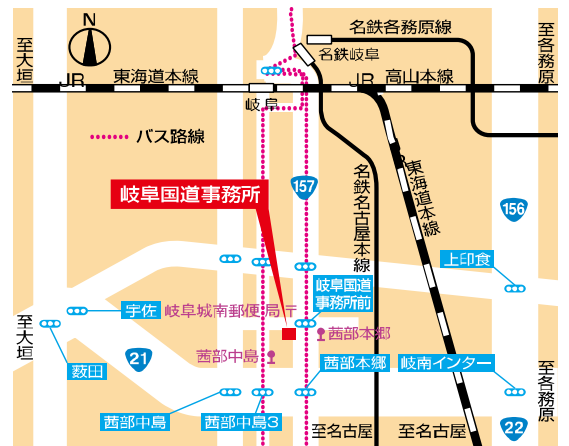 N
名鉄各務原線
至各務原
至大垣
名鉄岐阜
JR
東海道本線
JR
高山本線
岐阜
バス路線
東海道本線
名鉄名古屋本線
157
岐阜国道事務所
156
上印食
岐阜国道
事務所前
宇佐
岐阜城南郵便局〒
至大垣
茜部本郷
薮田
21
茜部中島
茜部本郷
岐南インター
至各務原
茜部中島
茜部中島3
至名古屋
至名古屋
22